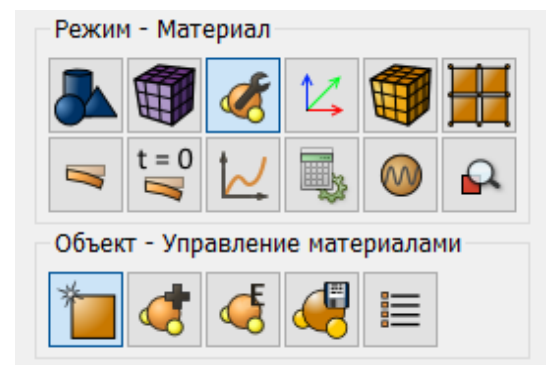 Режим - Материал
t = 0
Объект - Управление материалами
E